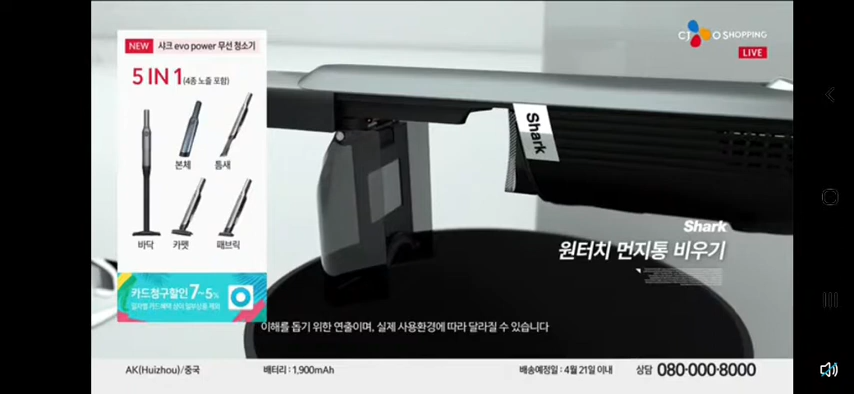 CJ O SHOPPING
LIVE
NEW 샤크 evo power 무선 청소기
5 IN 1 (4종 노즐 포함)
본체
틈새
바닥
카펫
패브릭
카드청구할인 7~5%
Shark
Shark
원터치 먼지통 비우기
이해를 돕기 위한 연출이며, 실제 사용환경에 따라 달라질 수 있습니다
AK(Huizhou)/중국
배터리 : 1,900mAh
배송예정일 : 4월 21일 이내
상담 080-000-8000